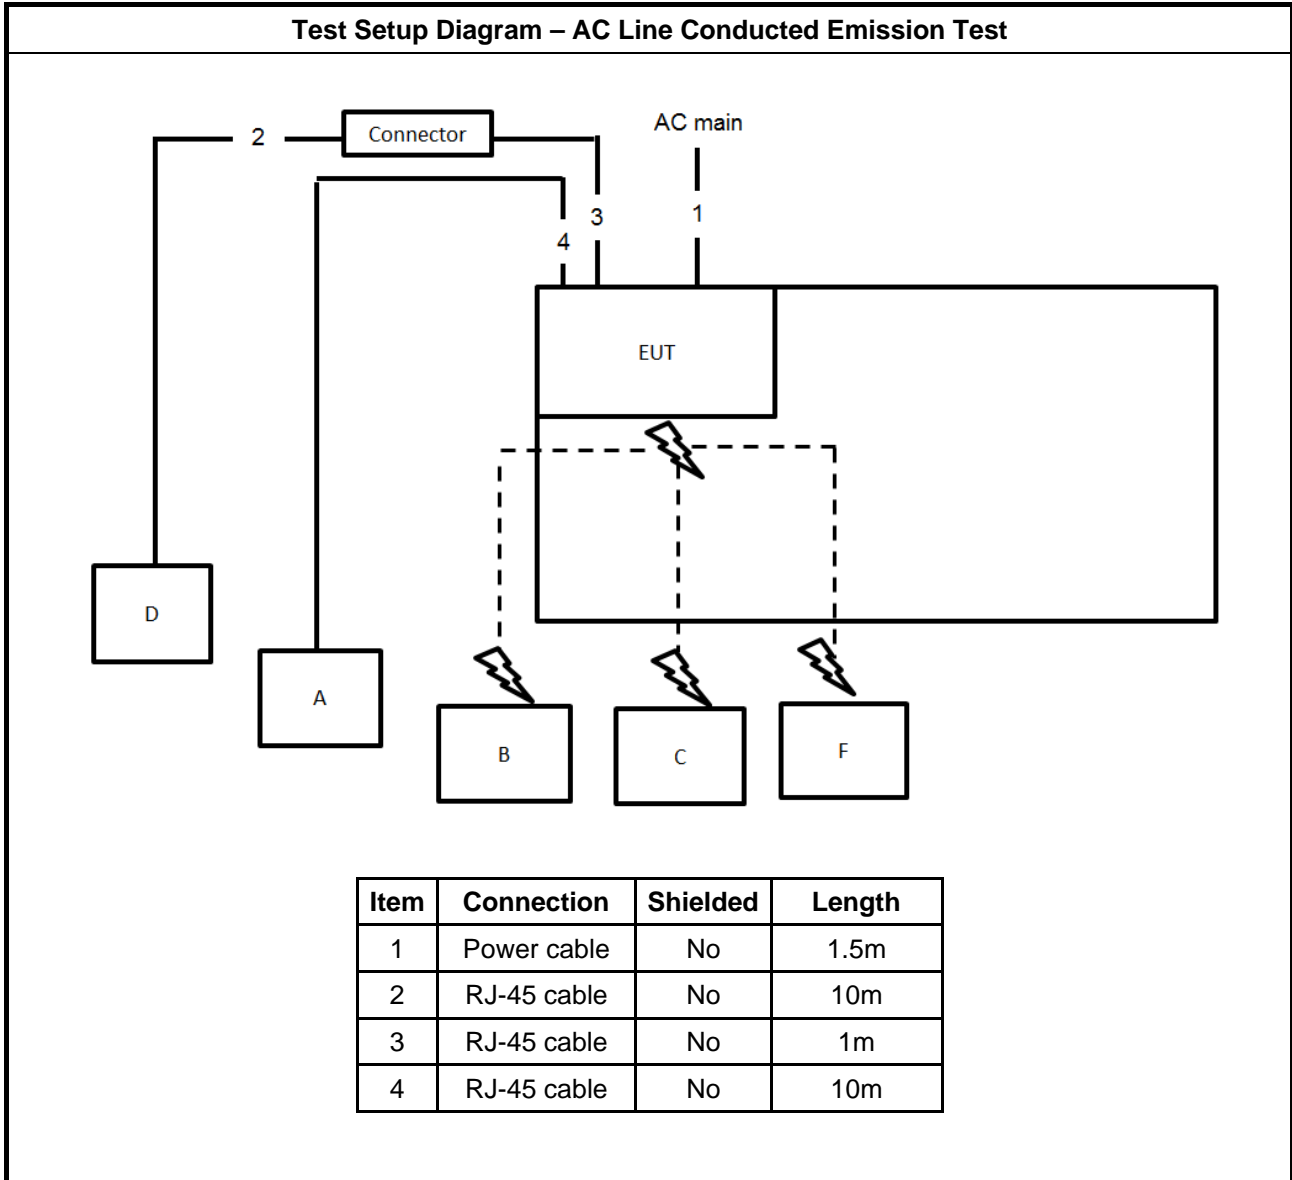 Test Setup Diagram – AC Line Conducted Emission Test
AC main
2
Connector
3
1
4
EUT
D
A
B
C
F
Item Connection Shielded Length
1 Power cable No 1.5m
2 RJ-45 cable No 10m
3 RJ-45 cable No 1m
4 RJ-45 cable No 10m